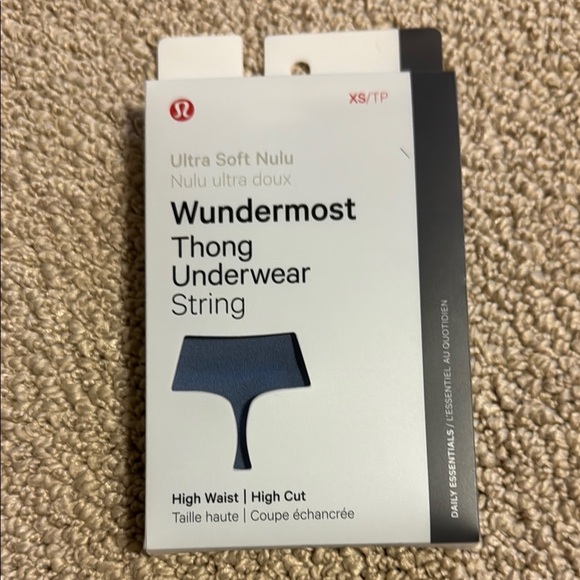 XS/TP
Ultra Soft Nulu
Nulu ultra doux
Wundermost
Thong
Underwear
String
High Waist | High Cut
Taille haute | Coupe échancrée
DAILY ESSENTIALS / L'ESSENTIEL AU QUOTIDIEN